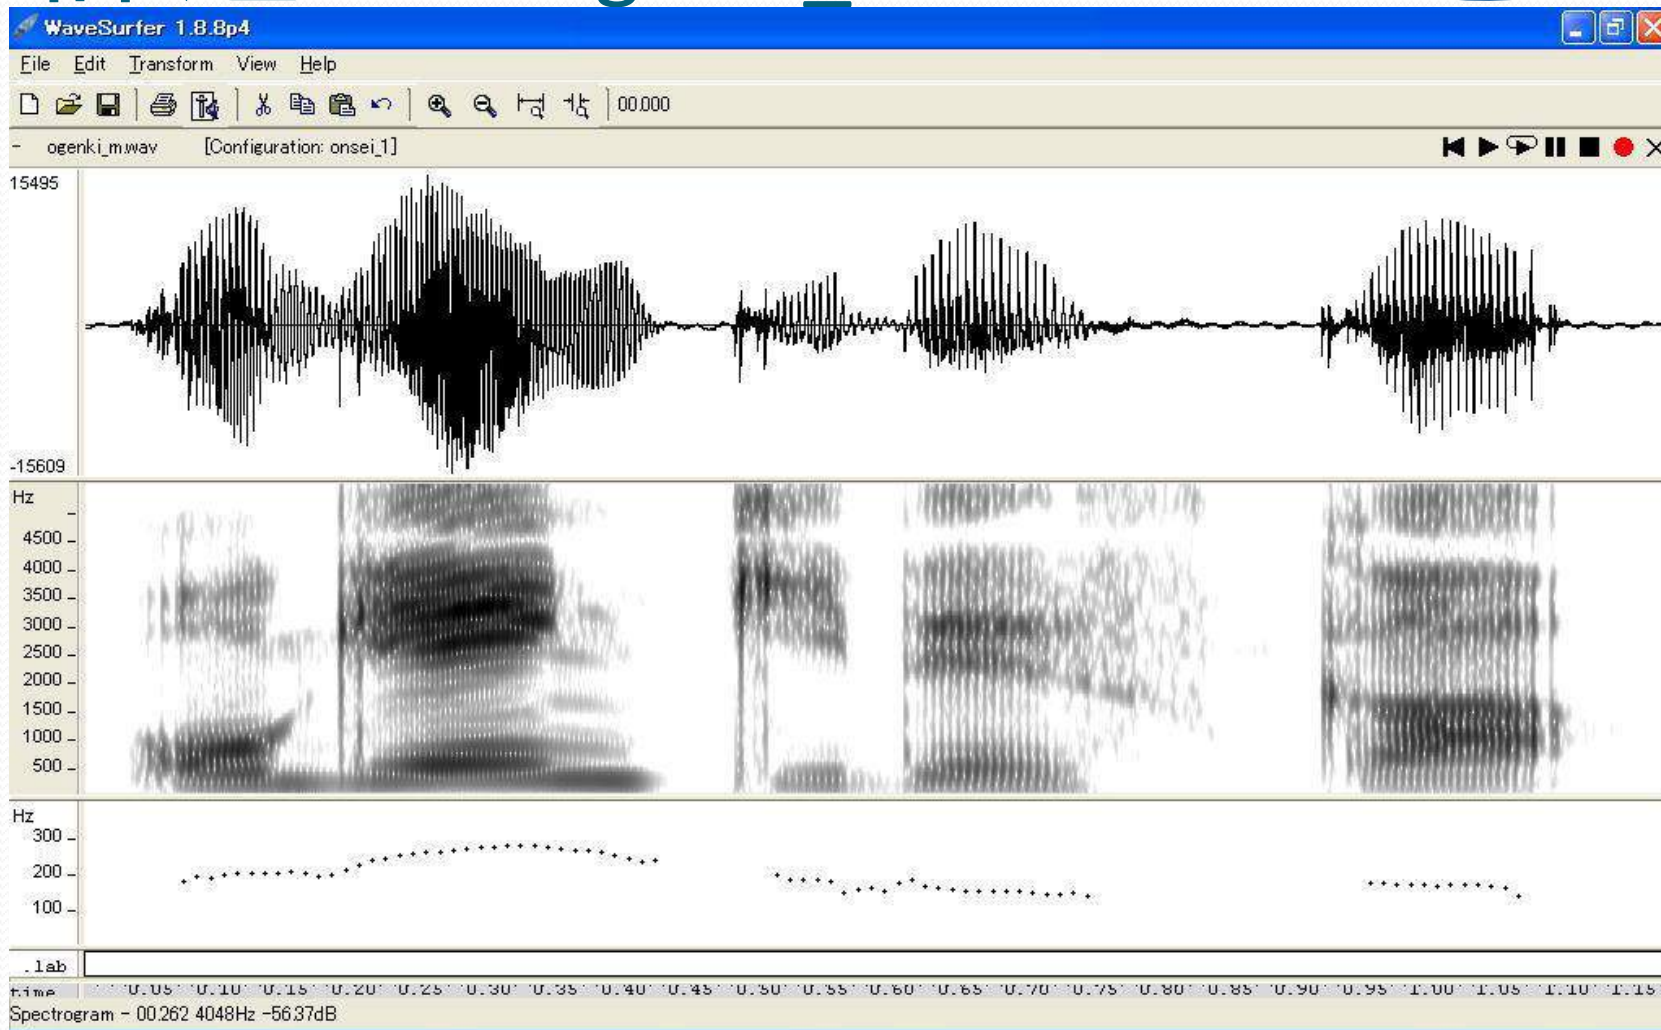 WaveSurfer 1.8.8p4
File Edit Transform View Help
00.000
- ogenki_m.wav [Configuration: onsei_1]
15495
-15609
Hz
4500
4000
3500
3000
2500
2000
1500
1000
500
Hz
300
200
100
.lab
time 0.05 0.10 0.15 0.20 0.25 0.30 0.35 0.40 0.45 0.50 0.55 0.60 0.65 0.70 0.75 0.80 0.85 0.90 0.95 1.00 1.05 1.10 1.15
Spectrogram - 00.262 4048Hz -56.37dB